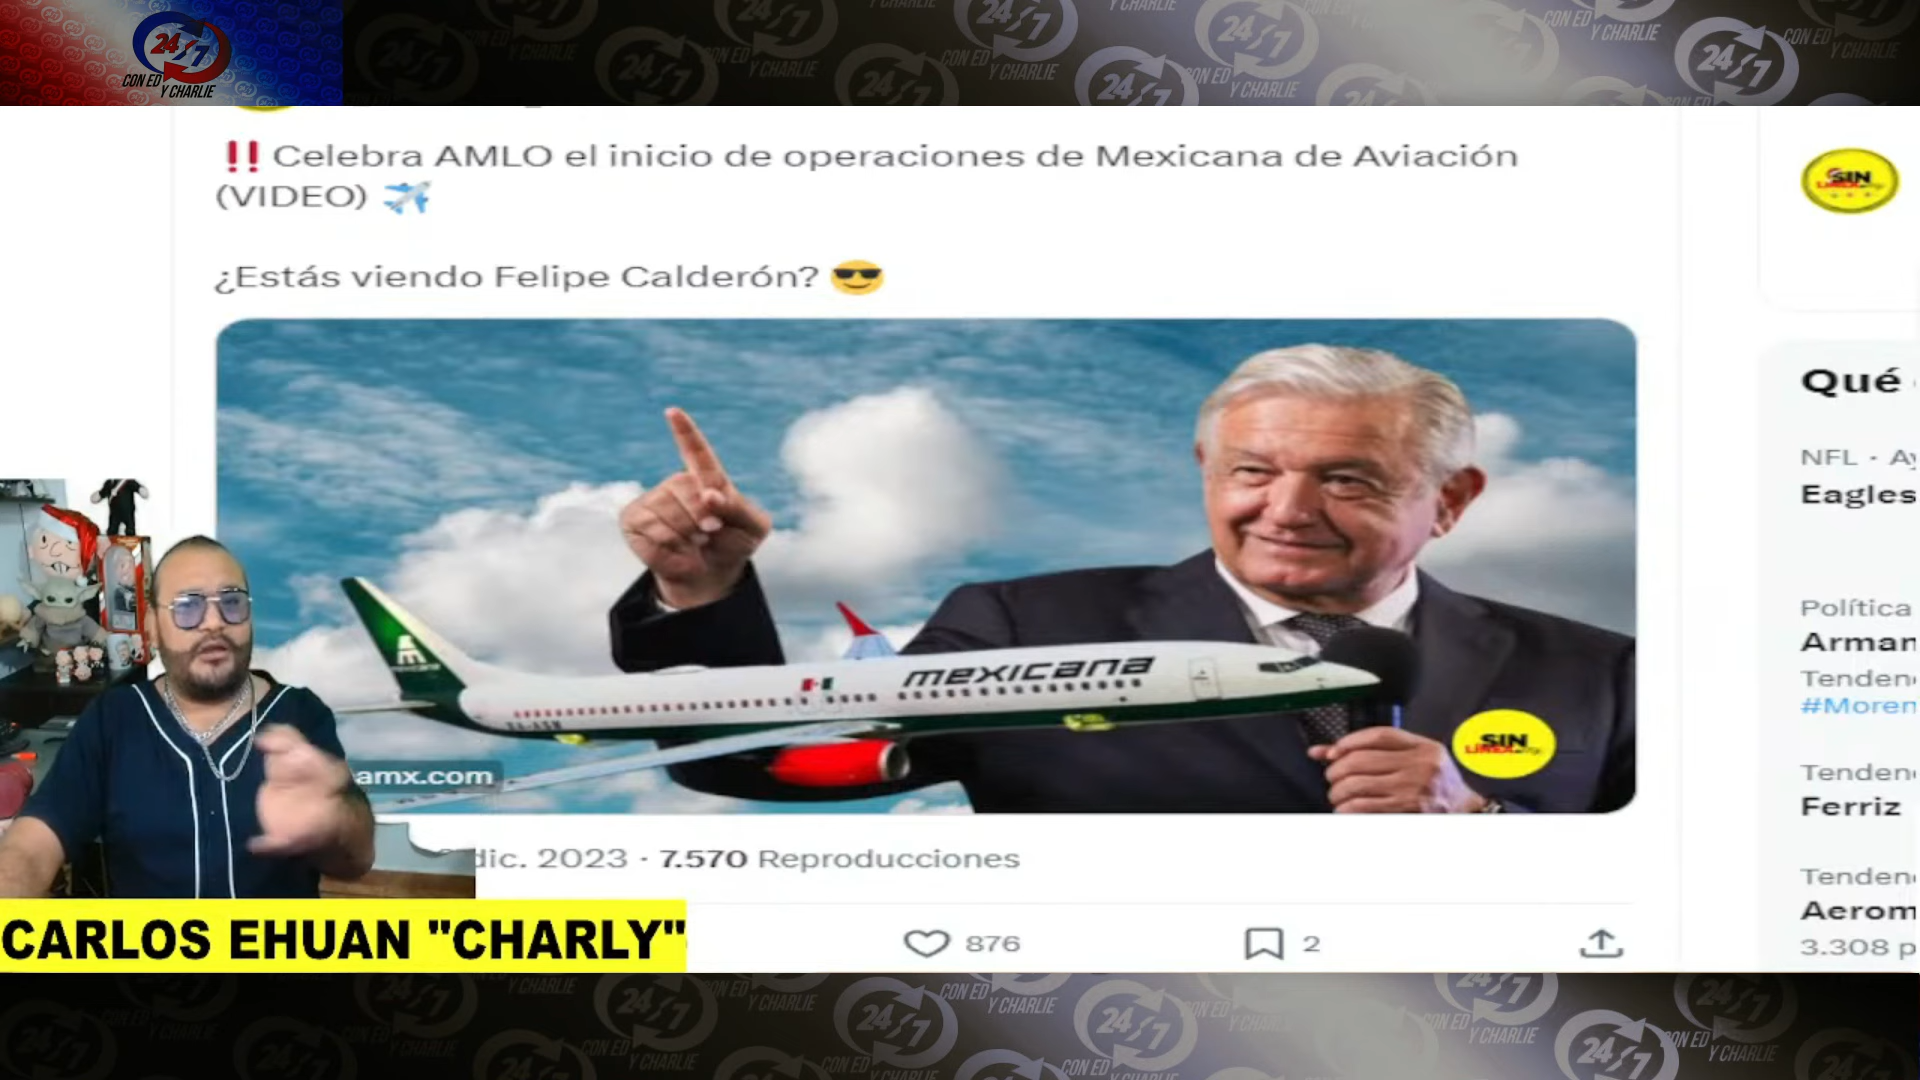 24/7
CON ED
Y CHARLIE
‼Celebra AMLO el inicio de operaciones de Mexicana de Aviación
(VIDEO) ✈️
¿Estás viendo Felipe Calderón? 😎
mexicana
SIN
amx.com
dic. 2023 · 7.570 Reproducciones
876
2
SIN
Qué
NFL ·
Eagles
Política
Arman
Tenden
#Moren
Tenden
Ferriz
Tenden
Aerom
3.308 p
CARLOS EHUAN "CHARLY"